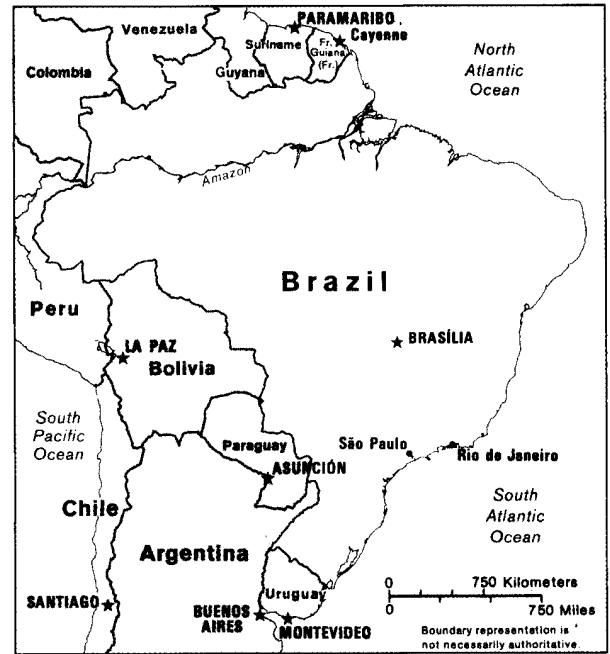 PARAMARIBO
Cayenne
Venezuela
Suriname
Fr.
Guiana
(Fr.)
North
Atlantic
Ocean
Colombia
Guyana
Amazon
Brazil
Peru
LA PAZ
Bolivia
BRASÍLIA
South
Pacific
Ocean
Paraguay
São Paulo
Rio de Janeiro
ASUNCIÓN
South
Atlantic
Ocean
Chile
Argentina
Uruguay
0 750 Kilometers
0 750 Miles
SANTIAGO
BUENOS
AIRES
MONTEVIDEO
Boundary representation is
not necessarily authoritative.